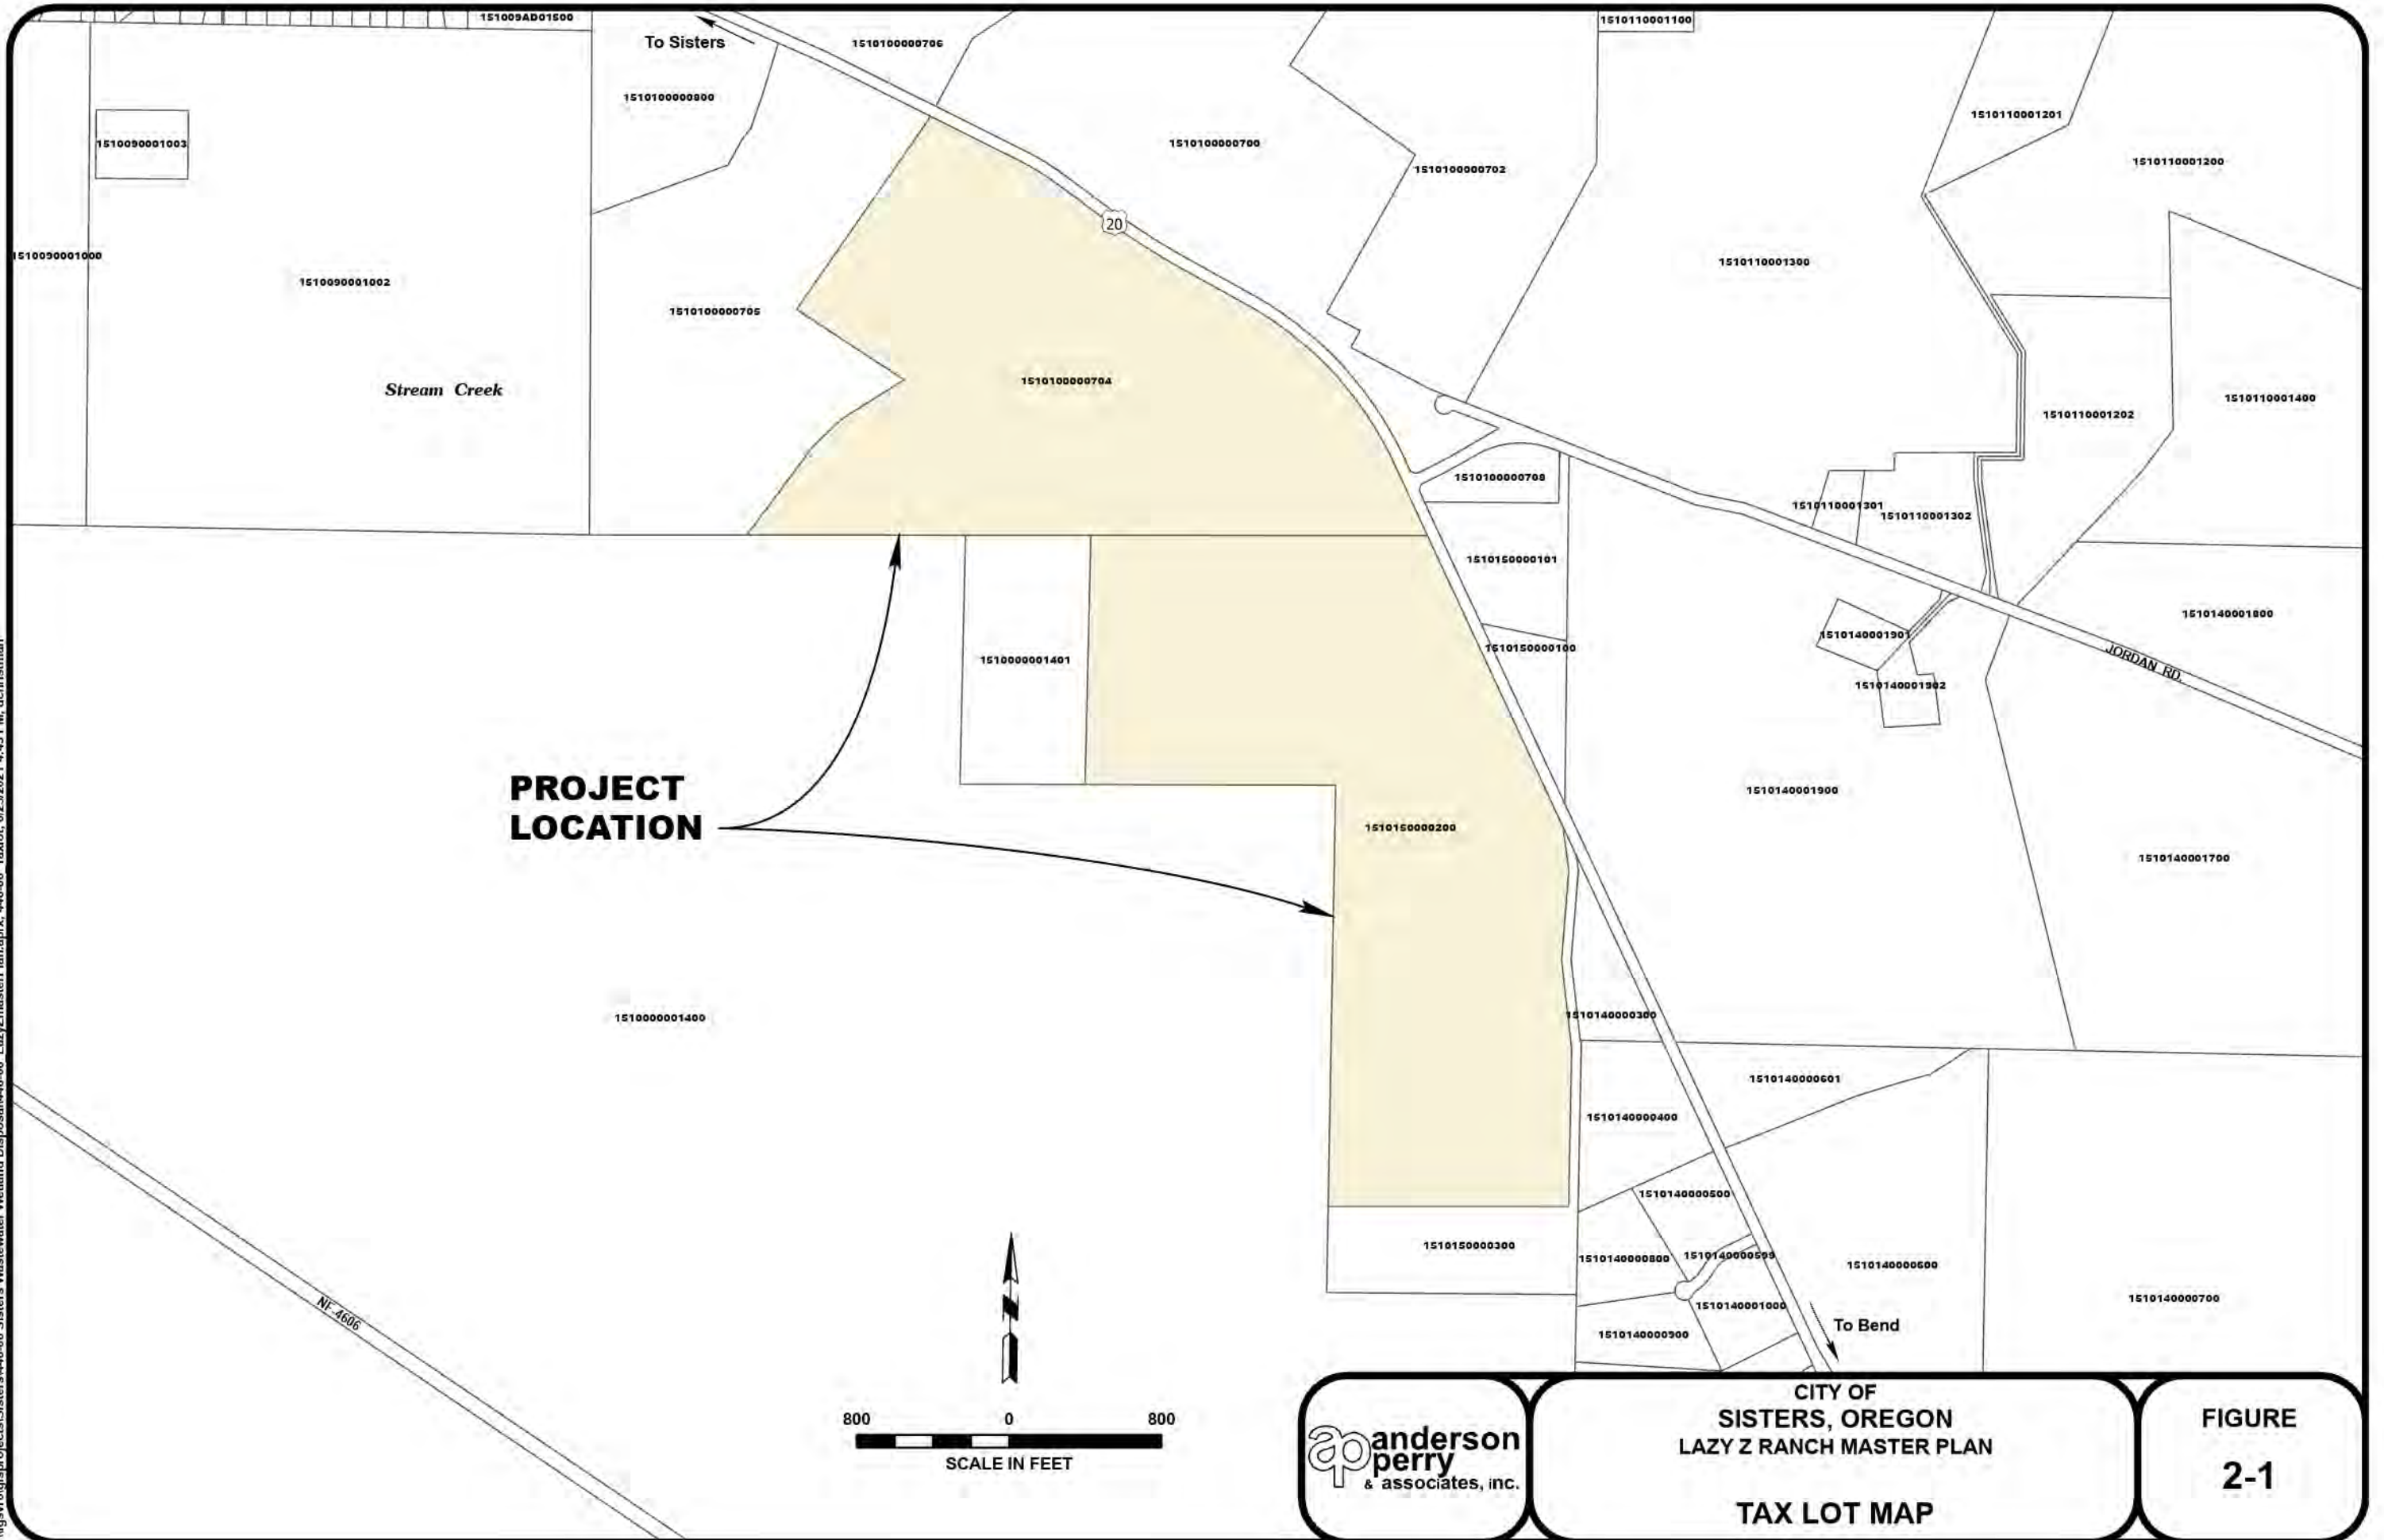 151009AD01500
To Sisters
1510100000706
1510110001100
1510100000800
1510110001201
1510090001003
1510100000700
1510100000702
1510110001200
20
1510090001000
1510090001002
1510110001300
1510100000705
1510100000704
Stream Creek
1510110001400
1510110001202
1510100000708
1510110001301
1510110001302
1510150000101
1510140001800
1510140001901
1510150000100
1510000001401
JORDAN RD.
1510140001902
PROJECT
LOCATION
1510140001900
1510150000200
1510140001700
1510140000300
1510000001400
1510140000601
1510140000400
1510140000500
1510150000300
1510140000800
1510140000599
1510140000600
1510140000700
NF-4606
1510140001000
To Bend
1510140000900
N
800 0 800
SCALE IN FEET
ap anderson
perry
& associates, inc.
CITY OF
SISTERS, OREGON
LAZY Z RANCH MASTER PLAN
TAX LOT MAP
FIGURE
2-1